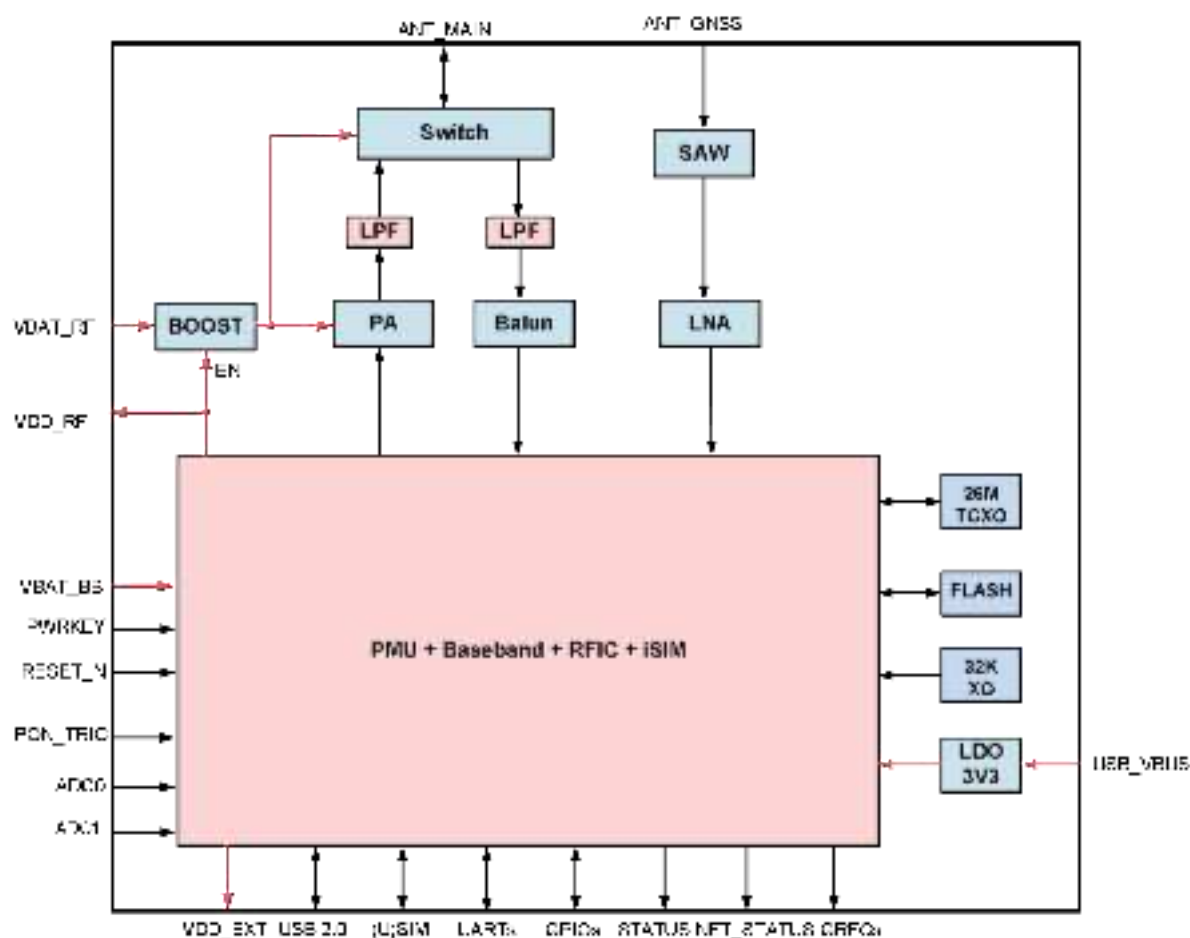 ANT_MAIN
ANT_GNSS
Switch
SAW
LPF
LPF
VBAT_RF
BOOST
PA
Balun
LNA
EN
VDD_RF
26M
TCXO
VBAT_BB
FLASH
PWRKEY
PMU + Baseband + RFIC + iSIM
RESET_N
32K
XO
PON_TRIG
LDO
3V3
USB_VBUS
ADC0
ADC1
VDD_EXT USB 2.0 (U)SIM UARTs GPIOs STATUS NET_STATUS